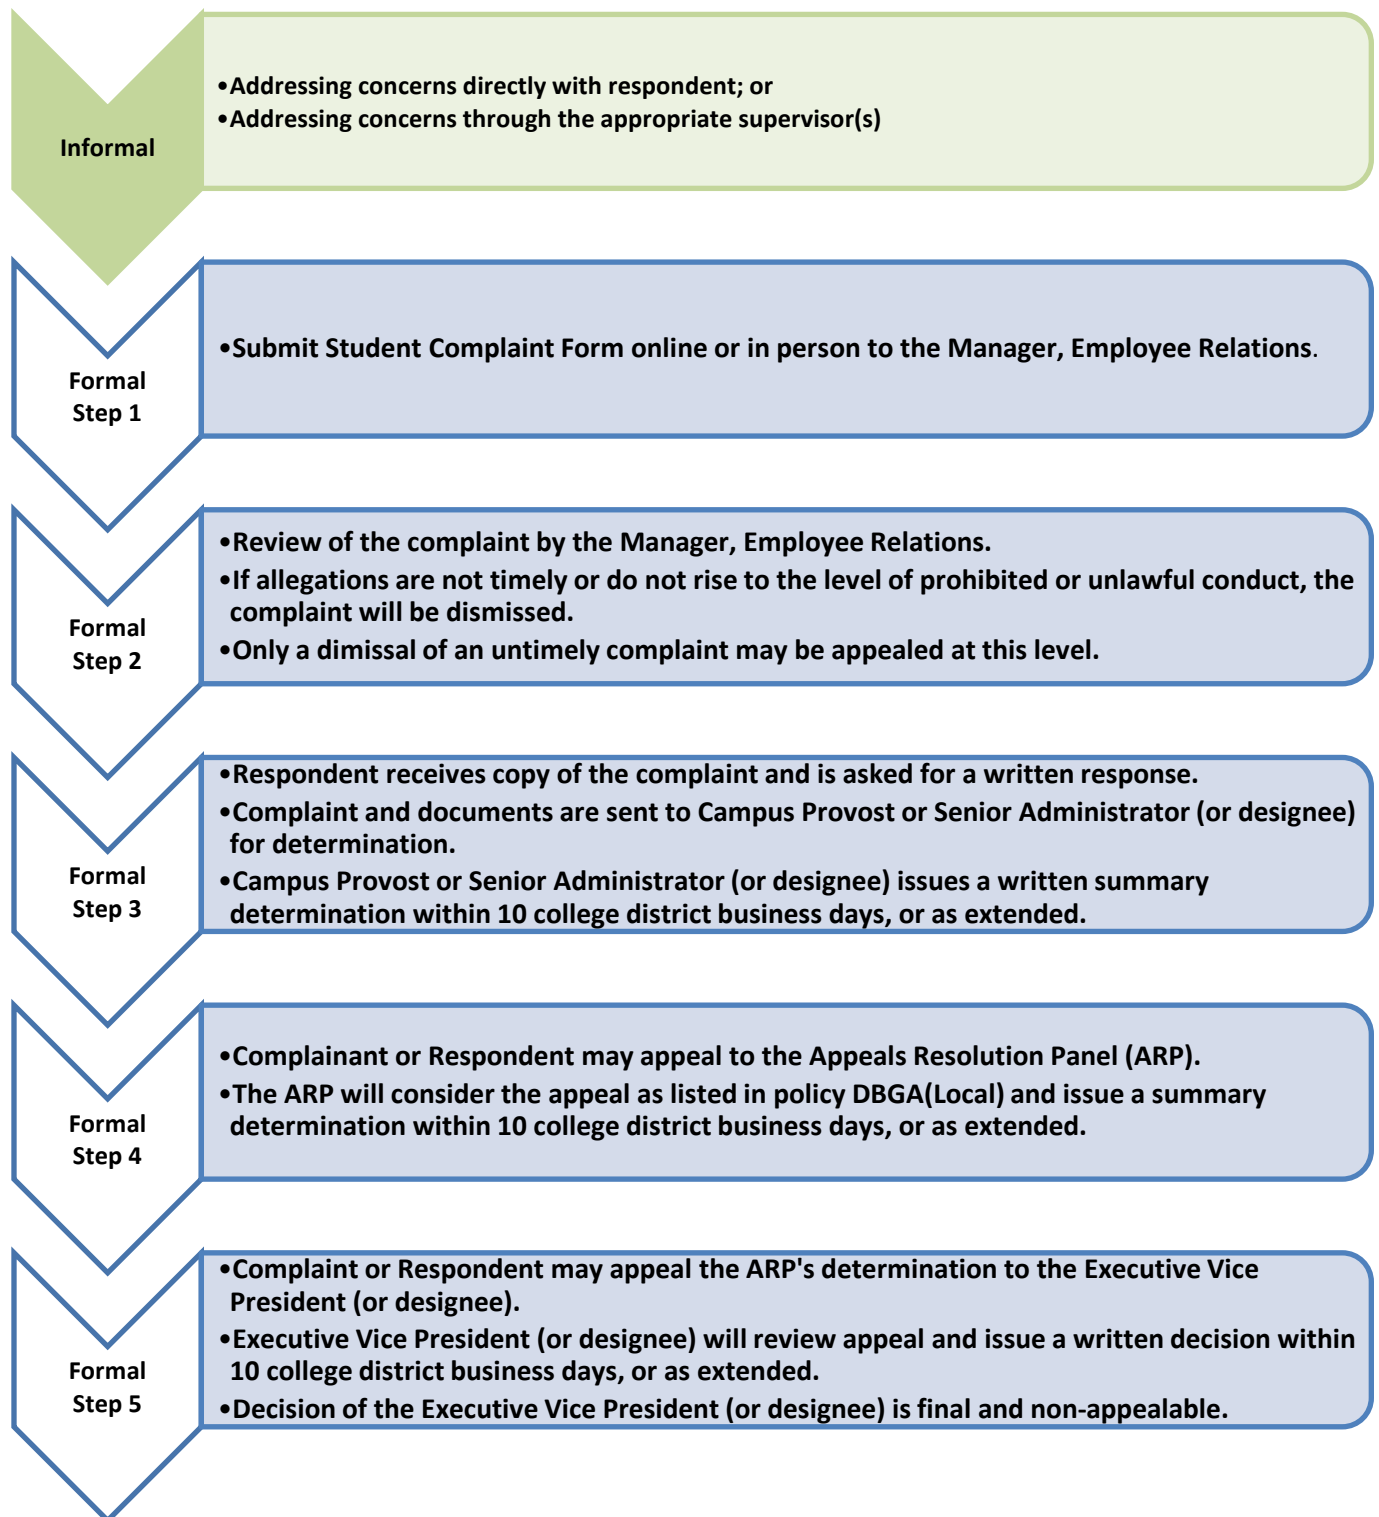 Informal
•Addressing concerns directly with respondent; or
•Addressing concerns through the appropriate supervisor(s)
Formal
Step 1
•Submit Student Complaint Form online or in person to the Manager, Employee Relations.
Formal
Step 2
•Review of the complaint by the Manager, Employee Relations.
•If allegations are not timely or do not rise to the level of prohibited or unlawful conduct, the
complaint will be dismissed.
•Only a dimissal of an untimely complaint may be appealed at this level.
Formal
Step 3
•Respondent receives copy of the complaint and is asked for a written response.
•Complaint and documents are sent to Campus Provost or Senior Administrator (or designee)
for determination.
•Campus Provost or Senior Administrator (or designee) issues a written summary
determination within 10 college district business days, or as extended.
Formal
Step 4
•Complainant or Respondent may appeal to the Appeals Resolution Panel (ARP).
•The ARP will consider the appeal as listed in policy DBGA(Local) and issue a summary
determination within 10 college district business days, or as extended.
Formal
Step 5
•Complaint or Respondent may appeal the ARP's determination to the Executive Vice
President (or designee).
•Executive Vice President (or designee) will review appeal and issue a written decision within
10 college district business days, or as extended.
•Decision of the Executive Vice President (or designee) is final and non-appealable.